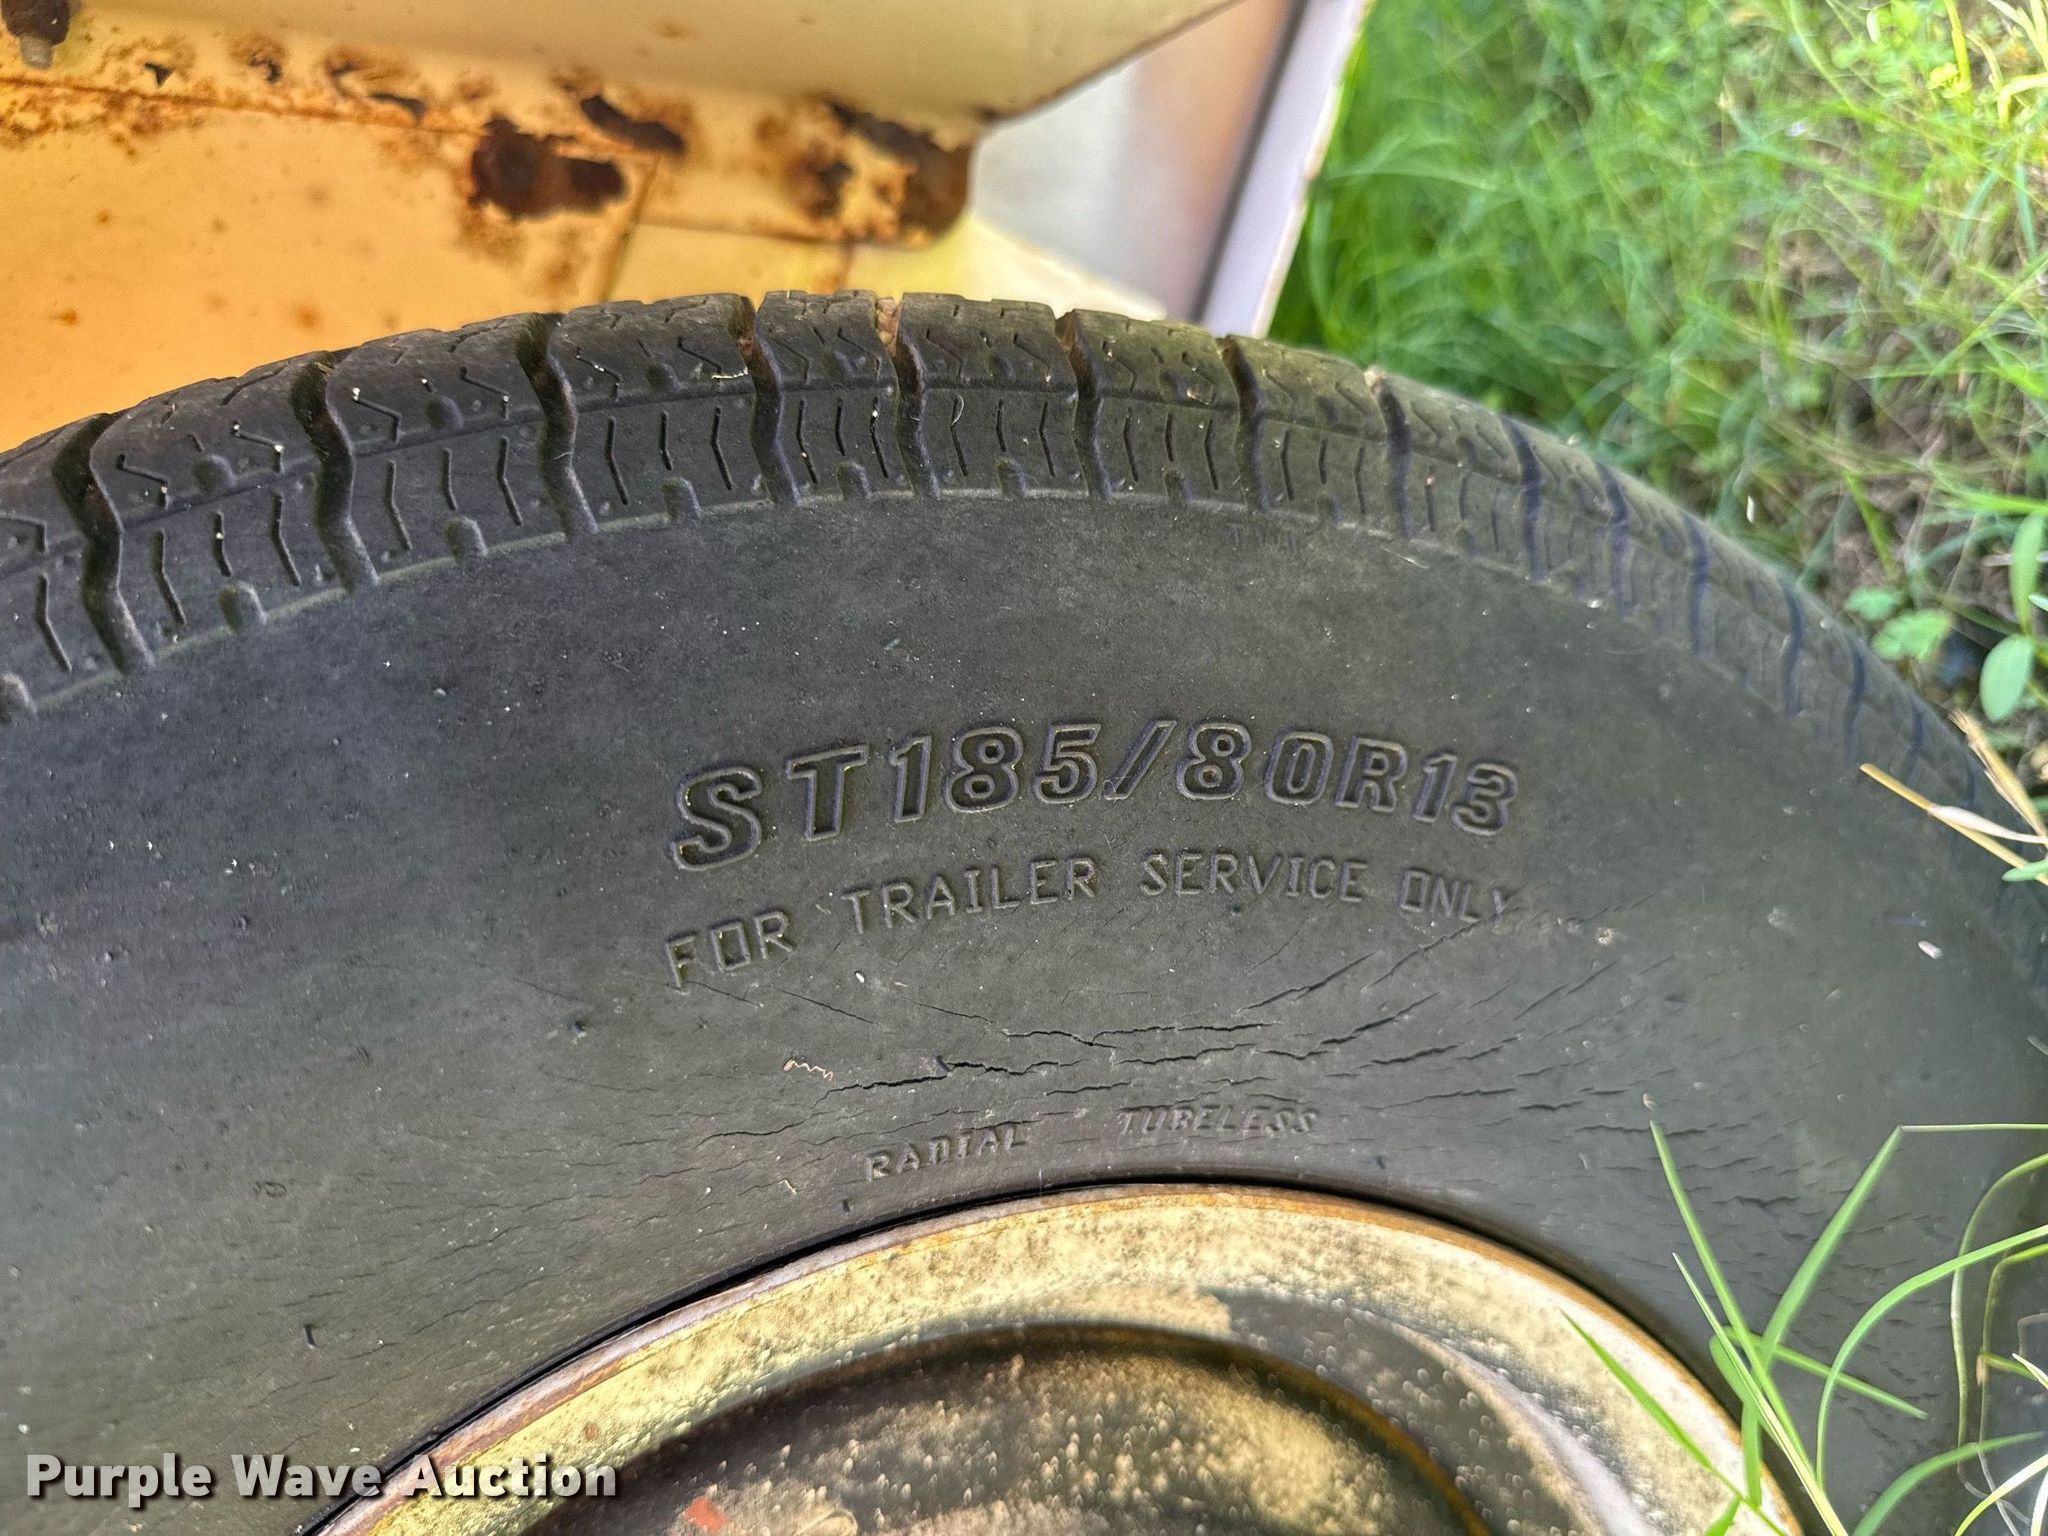 ST185/80R13
FOR TRAILER SERVICE ONLY
RADIAL TUBELESS
Purple Wave Auction